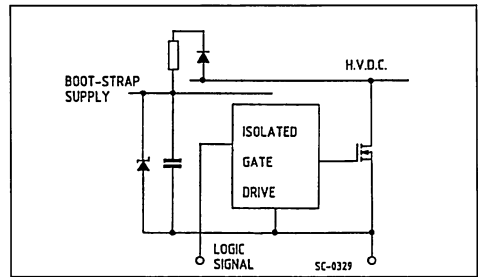 H.V.D.C.
BOOT-STRAP
SUPPLY
ISOLATED
GATE
DRIVE
LOGIC
SIGNAL
SC-0329